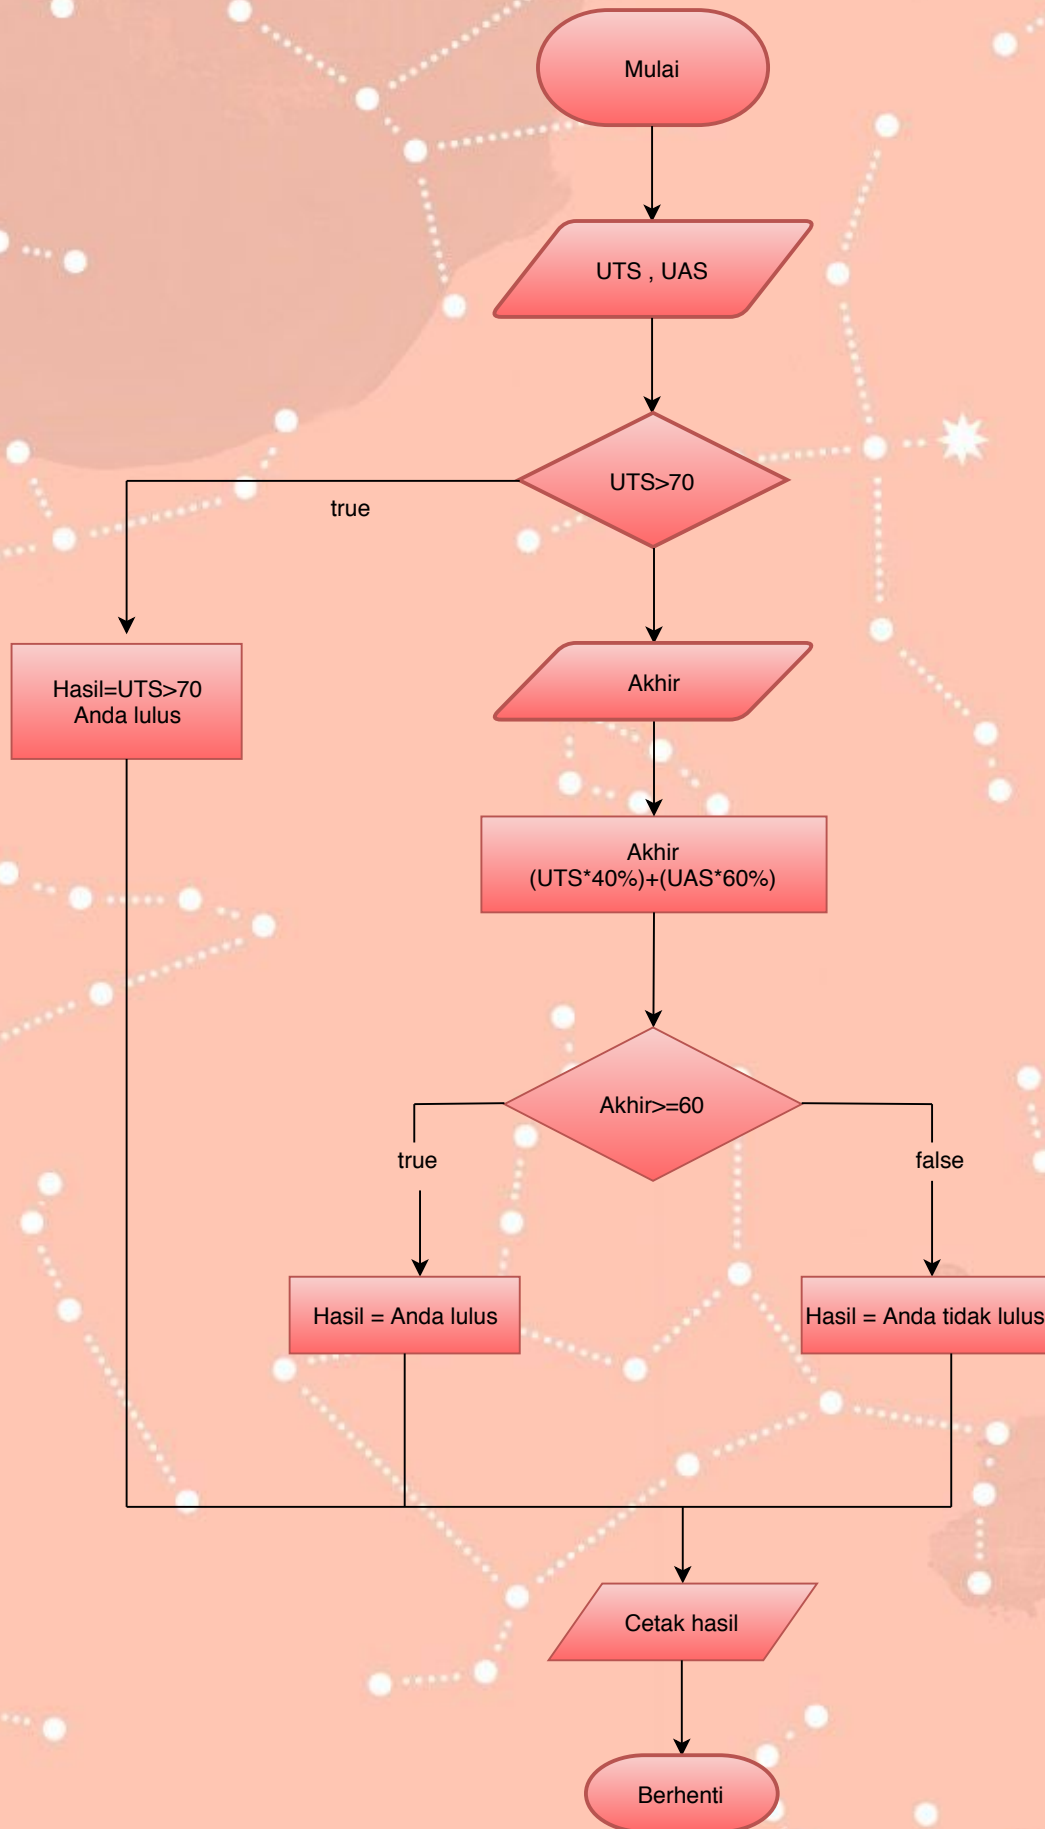 Mulai
UTS , UAS
UTS>70
true
Hasil=UTS>70
Anda lulus
Akhir
Akhir
(UTS*40%)+(UAS*60%)
Akhir>=60
true
false
Hasil = Anda lulus
Hasil = Anda tidak lulus
Cetak hasil
Berhenti